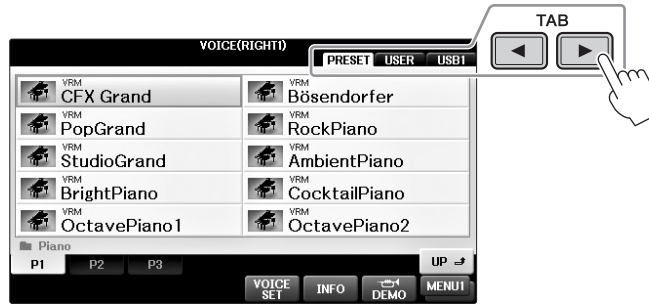 TAB
VOICE(RIGHT1)
PRESET USER USB1
VRM
CFX Grand
VRM
Bösendorfer
VRM
PopGrand
VRM
RockPiano
VRM
StudioGrand
VRM
AmbientPiano
VRM
BrightPiano
VRM
CocktailPiano
VRM
OctavePiano1
VRM
OctavePiano2
Piano
P1 P2 P3 UP
VOICE SET INFO DEMO MENU1